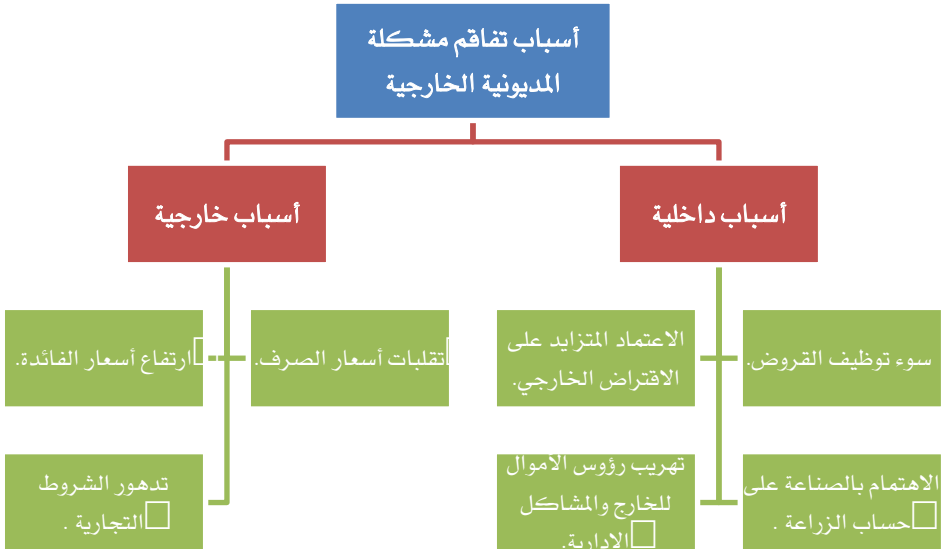 أسباب تفاقم مشكلة
المديونية الخارجية
أسباب داخلية
أسباب خارجية
سوء توظيف القروض.
الاعتماد المتزايد على
الاقتراض الخارجي.
تقلبات أسعار الصرف.
ارتفاع أسعار الفائدة.
الاهتمام بالصناعة على
حساب الزراعة .
تهريب رؤوس الأموال
للخارج والمشاكل
الإدارية.
تدهور الشروط
التجارية .